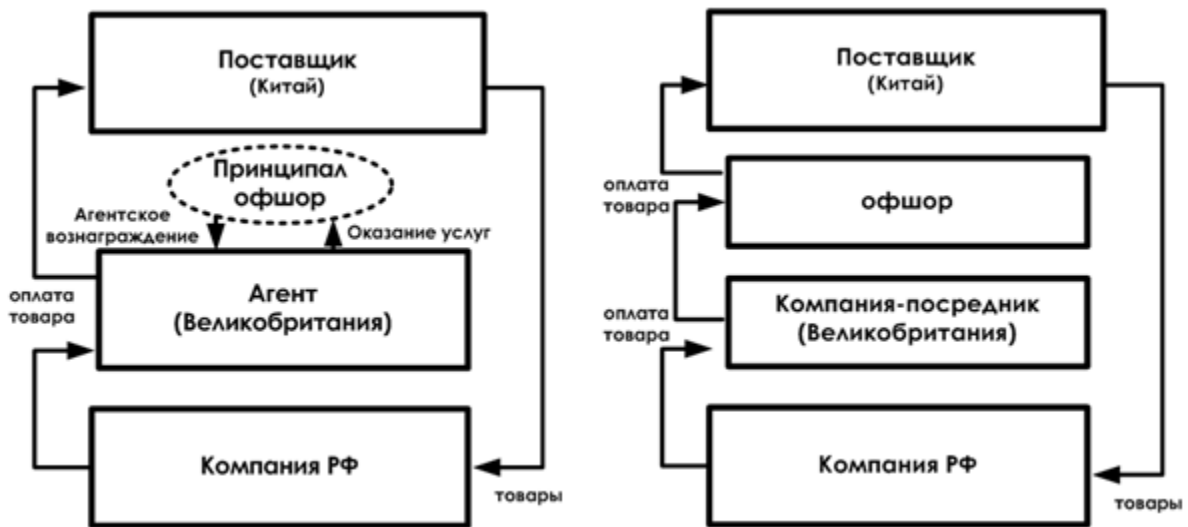 Поставщик
(Китай)
Принципал
офшор
Агентское
вознаграждение
Оказание услуг
Агент
(Великобритания)
оплата
товара
Компания РФ
товары
Поставщик
(Китай)
оплата
товара
офшор
Компания-посредник
(Великобритания)
оплата
товара
Компания РФ
товары